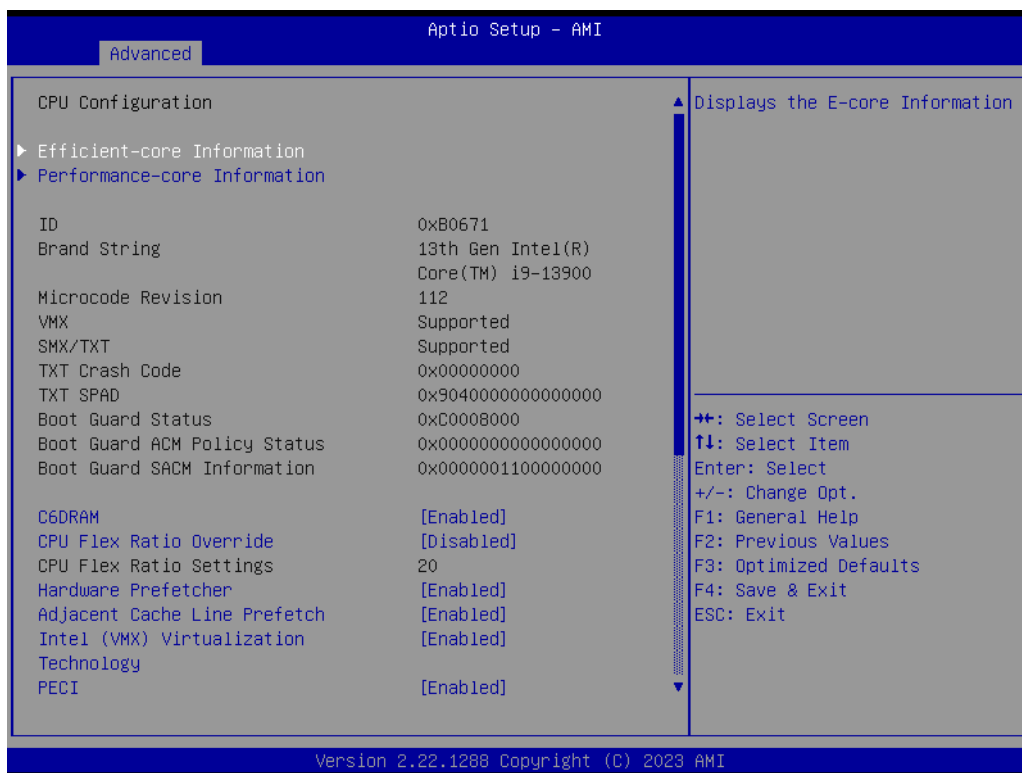 Aptio Setup - AMI
Advanced
CPU Configuration
Efficient-core Information
Performance-core Information
ID 0xB0671
Brand String 13th Gen Intel(R)
Core(TM) i9-13900
Microcode Revision 112
VMX Supported
SMX/TXT Supported
TXT Crash Code 0x00000000
TXT SPAD 0x9040000000000000
Boot Guard Status 0xC0008000
Boot Guard ACM Policy Status 0x0000000000000000
Boot Guard SACM Information 0x0000001100000000
C6DRAM [Enabled]
CPU Flex Ratio Override [Disabled]
CPU Flex Ratio Settings 20
Hardware Prefetcher [Enabled]
Adjacent Cache Line Prefetch [Enabled]
Intel (VMX) Virtualization [Enabled]
Technology
PECI [Enabled]
Displays the E-core Information
→←: Select Screen
↑↓: Select Item
Enter: Select
+/-: Change Opt.
F1: General Help
F2: Previous Values
F3: Optimized Defaults
F4: Save & Exit
ESC: Exit
Version 2.22.1288 Copyright (C) 2023 AMI